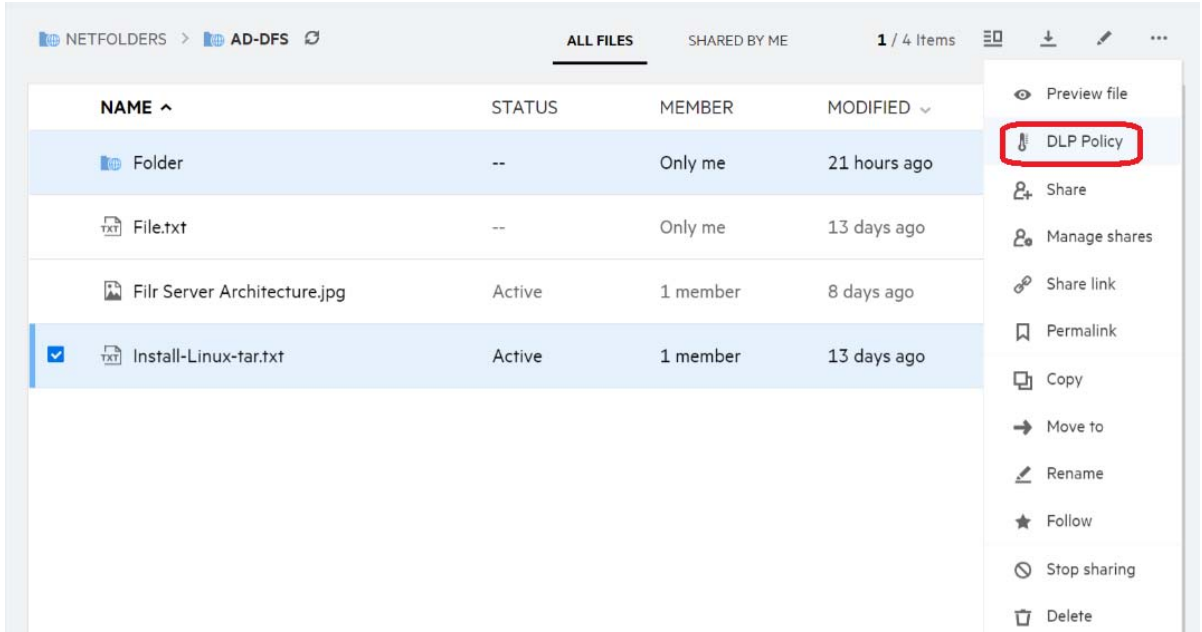 NETFOLDERS > AD-DFS
ALL FILES
SHARED BY ME
1 / 4 Items
NAME
STATUS
MEMBER
MODIFIED
Folder
--
Only me
21 hours ago
TXT
File.txt
--
Only me
13 days ago
Filr Server Architecture.jpg
Active
1 member
8 days ago
TXT
Install-Linux-tar.txt
Active
1 member
13 days ago
Preview file
DLP Policy
Share
Manage shares
Share link
Permalink
Copy
Move to
Rename
Follow
Stop sharing
Delete